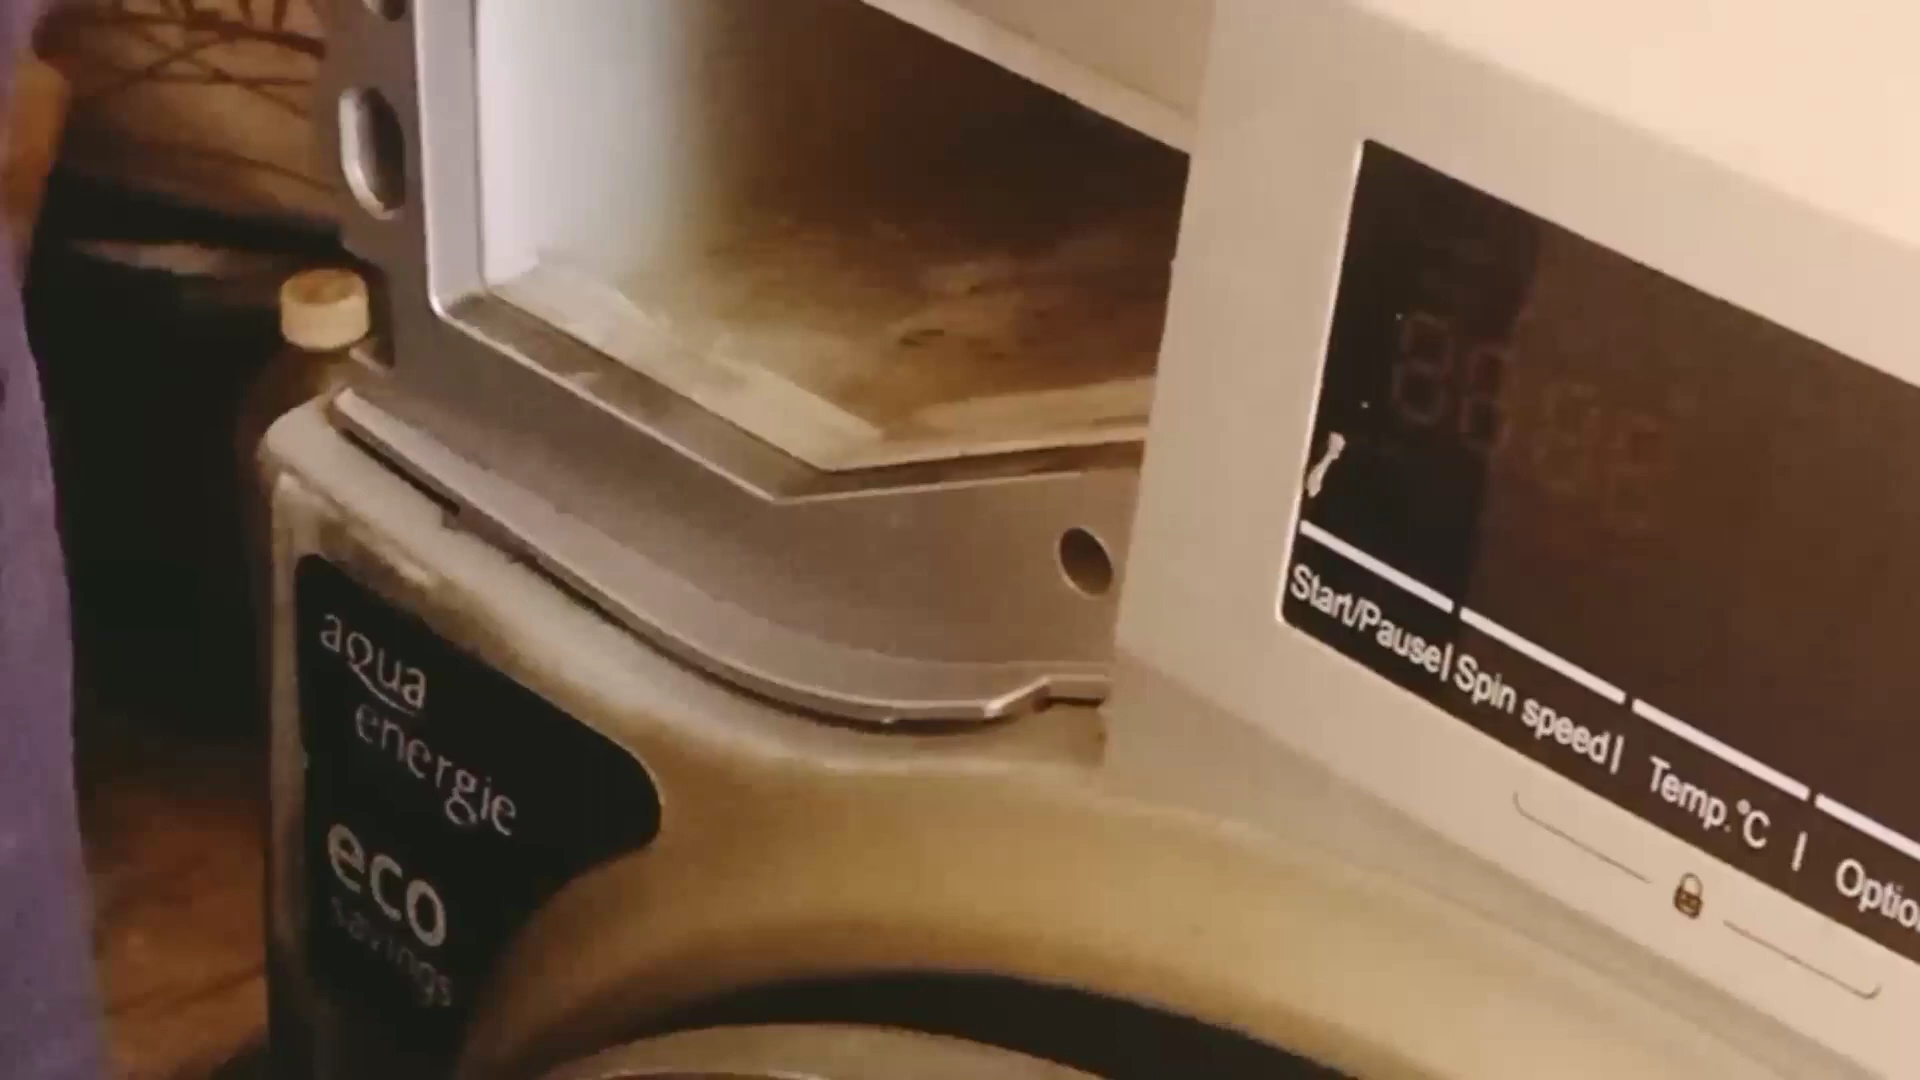 aqua
energie
eco
savings
Start/Pause| Spin speed| Temp. °C | Optio